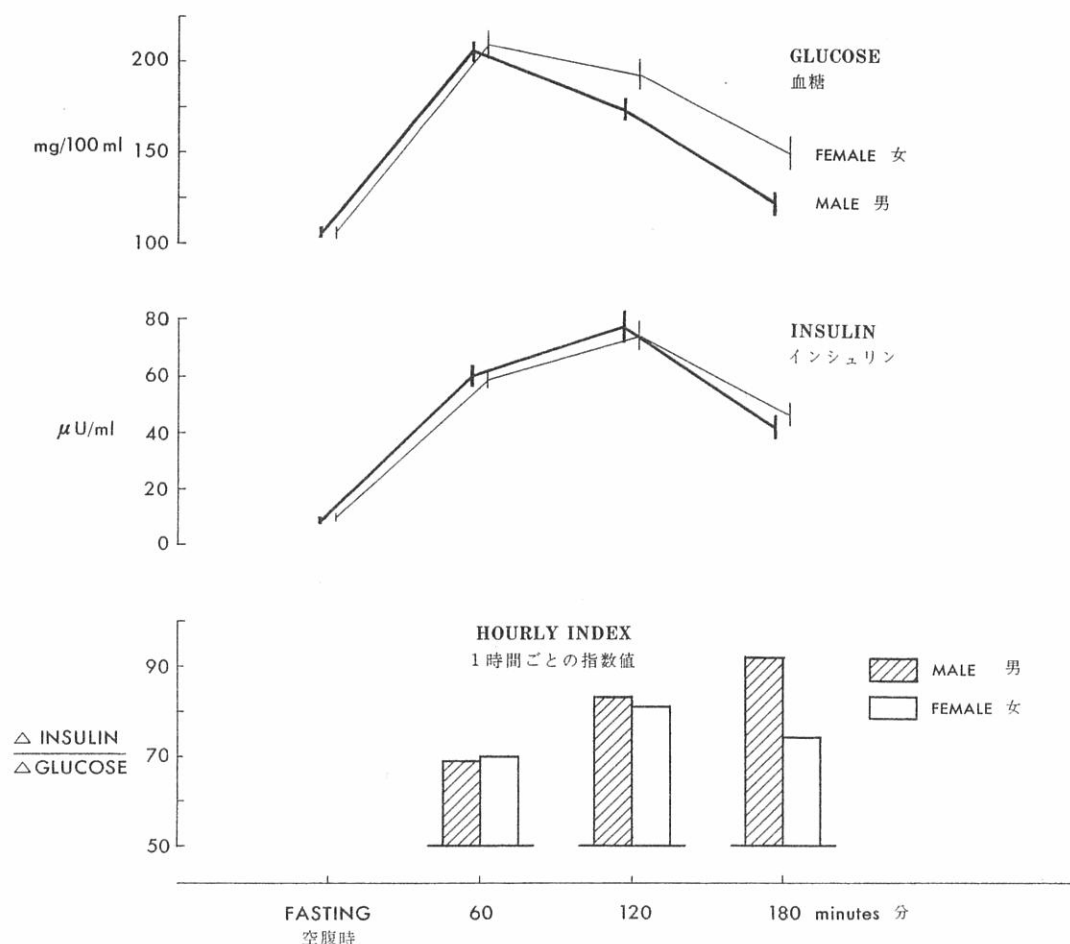 200
150
100
mg/100 ml
GLUCOSE
血糖
FEMALE 女
MALE 男
80
60
40
20
0
μU/ml
INSULIN
インシュリン
HOURLY INDEX
1時間ごとの指数値
90
70
50
△ INSULIN
△ GLUCOSE
MALE 男
FEMALE 女
FASTING 60 120 180 minutes 分
空腹時